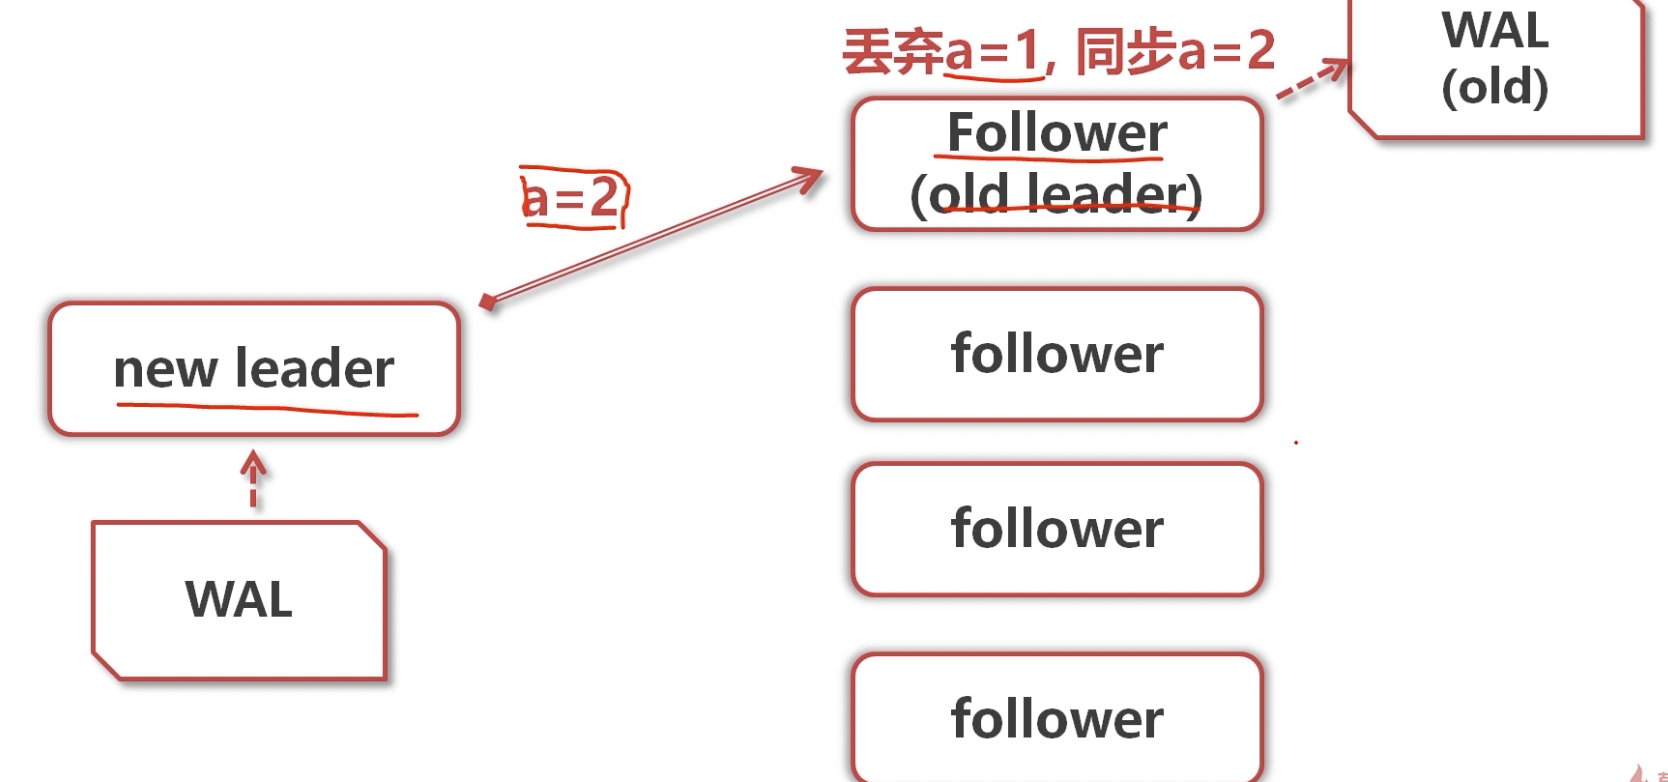 丢弃a=1, 同步a=2
WAL
(old)
Follower
(old leader)
a=2
follower
new leader
follower
WAL
follower